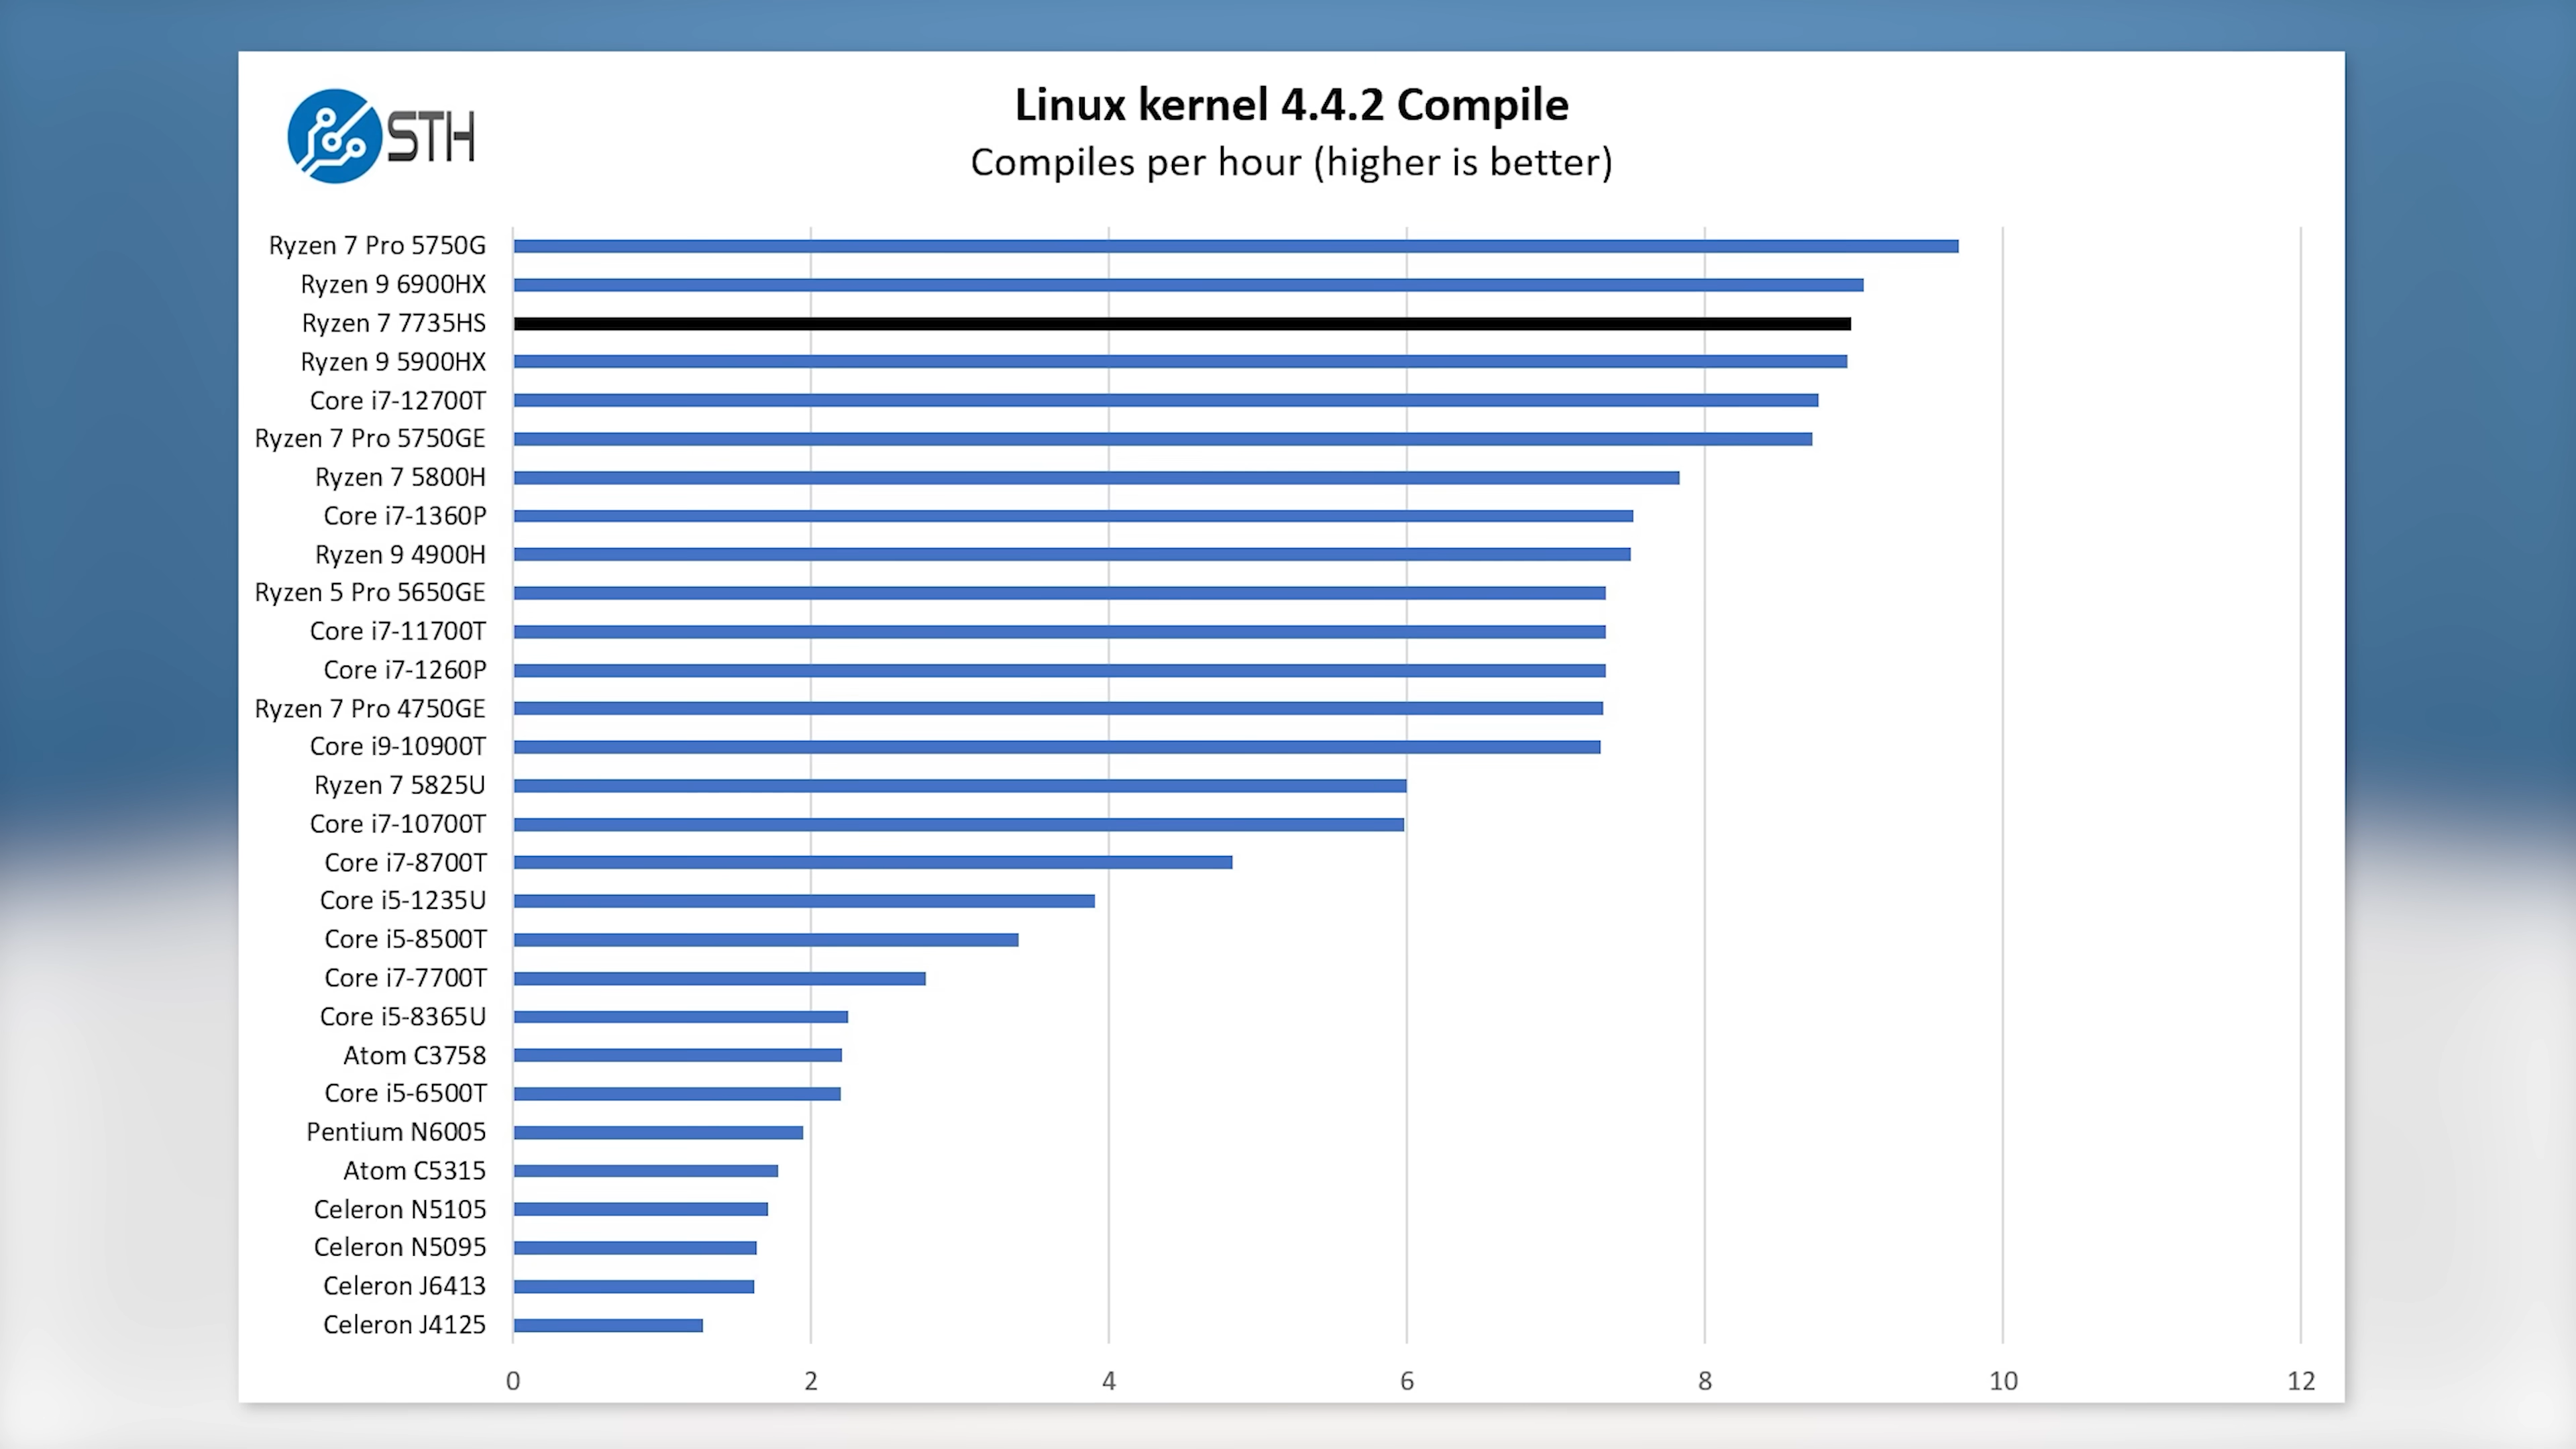 STH
Linux kernel 4.4.2 Compile
Compiles per hour (higher is better)
Ryzen 7 Pro 5750G
Ryzen 9 6900HX
Ryzen 7 7735HS
Ryzen 9 5900HX
Core i7-12700T
Ryzen 7 Pro 5750GE
Ryzen 7 5800H
Core i7-1360P
Ryzen 9 4900H
Ryzen 5 Pro 5650GE
Core i7-11700T
Core i7-1260P
Ryzen 7 Pro 4750GE
Core i9-10900T
Ryzen 7 5825U
Core i7-10700T
Core i7-8700T
Core i5-1235U
Core i5-8500T
Core i7-7700T
Core i5-8365U
Atom C3758
Core i5-6500T
Pentium N6005
Atom C5315
Celeron N5105
Celeron N5095
Celeron J6413
Celeron J4125
0 2 4 6 8 10 12